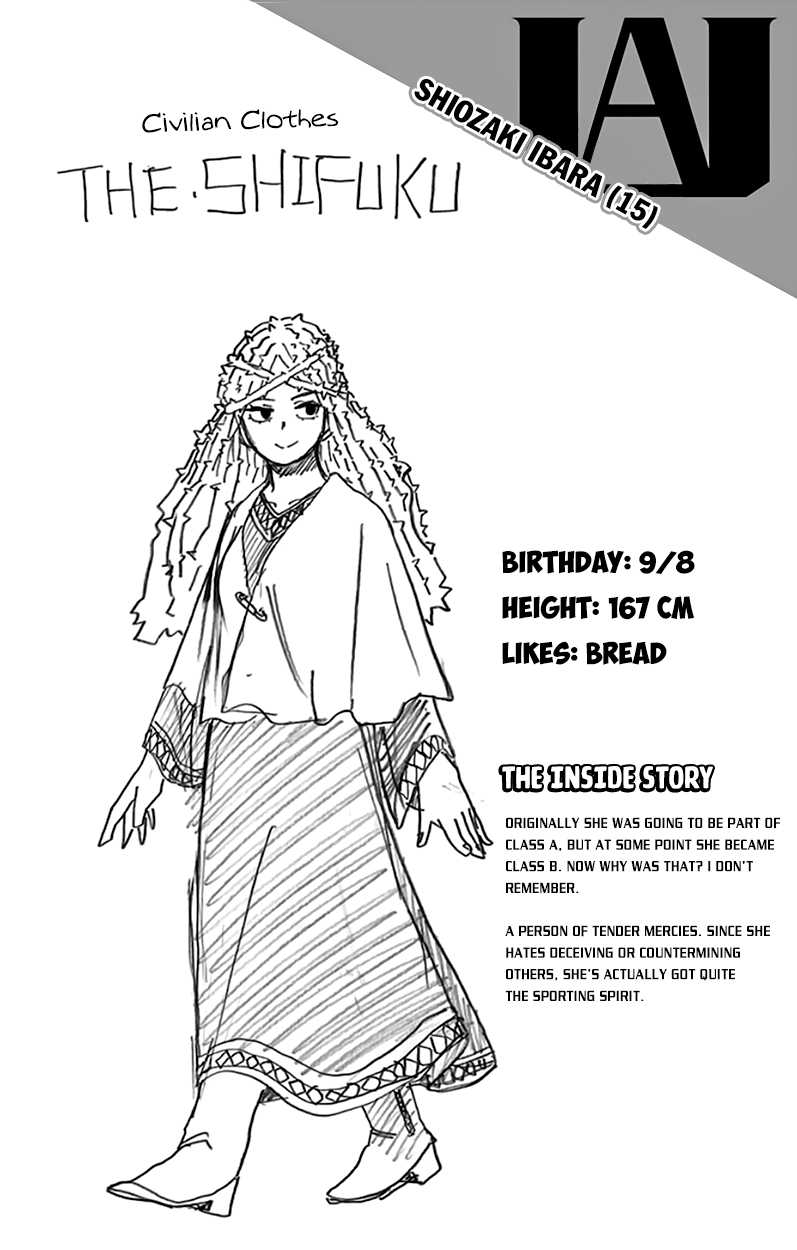 UA
SHIOZAKI IBARA (15)
Civilian Clothes
THE·SHIFUKU
BIRTHDAY: 9/8
HEIGHT: 167 CM
LIKES: BREAD
THE INSIDE STORY
ORIGINALLY SHE WAS GOING TO BE PART OF
CLASS A, BUT AT SOME POINT SHE BECAME
CLASS B. NOW WHY WAS THAT? I DON'T
REMEMBER.
A PERSON OF TENDER MERCIES. SINCE SHE
HATES DECEIVING OR COUNTERMINING
OTHERS, SHE'S ACTUALLY GOT QUITE
THE SPORTING SPIRIT.